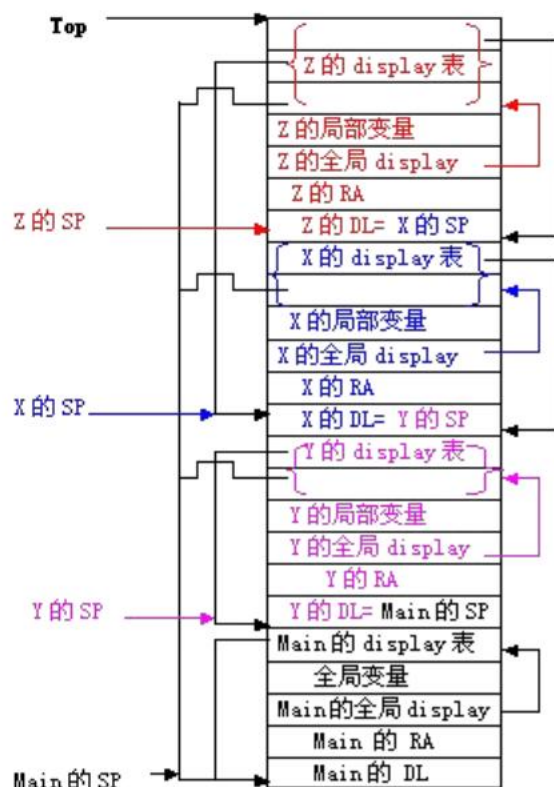 Top
Z的display表
Z的局部变量
Z的全局display
Z的RA
Z的SP
Z的DL= X的SP
X的display表
X的局部变量
X的全局display
X的RA
X的SP
X的DL= Y的SP
Y的display表
Y的局部变量
Y的全局display
Y的RA
Y的SP
Y的DL= Main的SP
Main的display表
全局变量
Main的全局display
Main 的 RA
Main的SP
Main 的 DL